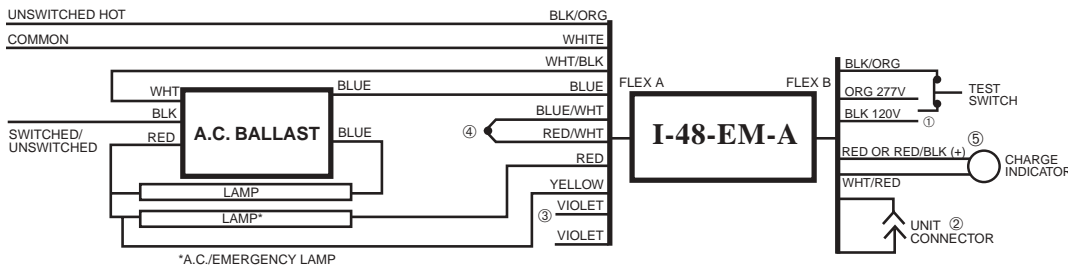 UNSWITCHED HOT
BLK/ORG
COMMON
WHITE
WHT/BLK
WHT
BLUE
BLUE
FLEX A
FLEX B
BLK/ORG
BLK
A.C. BALLAST
BLUE/WHT
I-48-EM-A
ORG 277V
TEST
SWITCH
SWITCHED/
UNSWITCHED
RED
BLUE
④
RED/WHT
BLK 120V
①
RED
RED OR RED/BLK (+)
⑤
CHARGE
INDICATOR
LAMP
YELLOW
WHT/RED
LAMP*
③
VIOLET
UNIT ②
CONNECTOR
VIOLET
*A.C./EMERGENCY LAMP